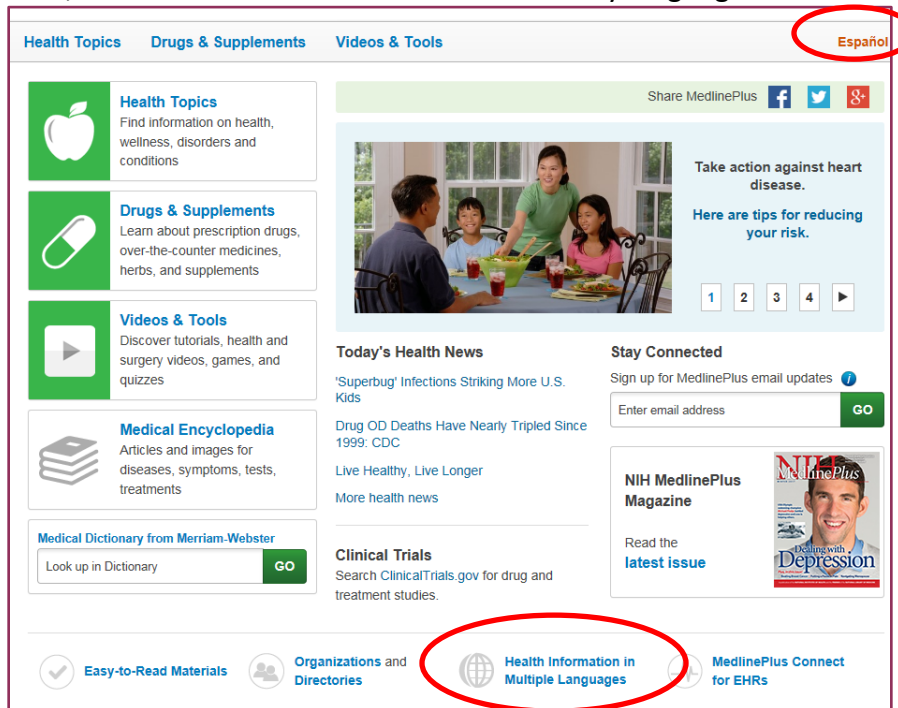 Health Topics Drugs & Supplements Videos & Tools Español
Health Topics
Find information on health,
wellness, disorders and
conditions
Drugs & Supplements
Learn about prescription drugs,
over-the-counter medicines,
herbs, and supplements
Videos & Tools
Discover tutorials, health and
surgery videos, games, and
quizzes
Medical Encyclopedia
Articles and images for
diseases, symptoms, tests,
treatments
Medical Dictionary from Merriam-Webster
Look up in Dictionary GO
Share MedlinePlus f 8+
Take action against heart
disease.
Here are tips for reducing
your risk.
1 2 3 4
Today's Health News
'Superbug' Infections Striking More U.S.
Kids
Drug OD Deaths Have Nearly Tripled Since
1999: CDC
Live Healthy, Live Longer
More health news
Clinical Trials
Search ClinicalTrials.gov for drug and
treatment studies.
Stay Connected
Sign up for MedlinePlus email updates i
Enter email address GO
NIH MedlinePlus
Magazine
Read the
latest issue
NIH
MedlinePlus
Dealing with
Depression
Easy-to-Read Materials
Organizations and
Directories
Health Information in
Multiple Languages
MedlinePlus Connect
for EHRs